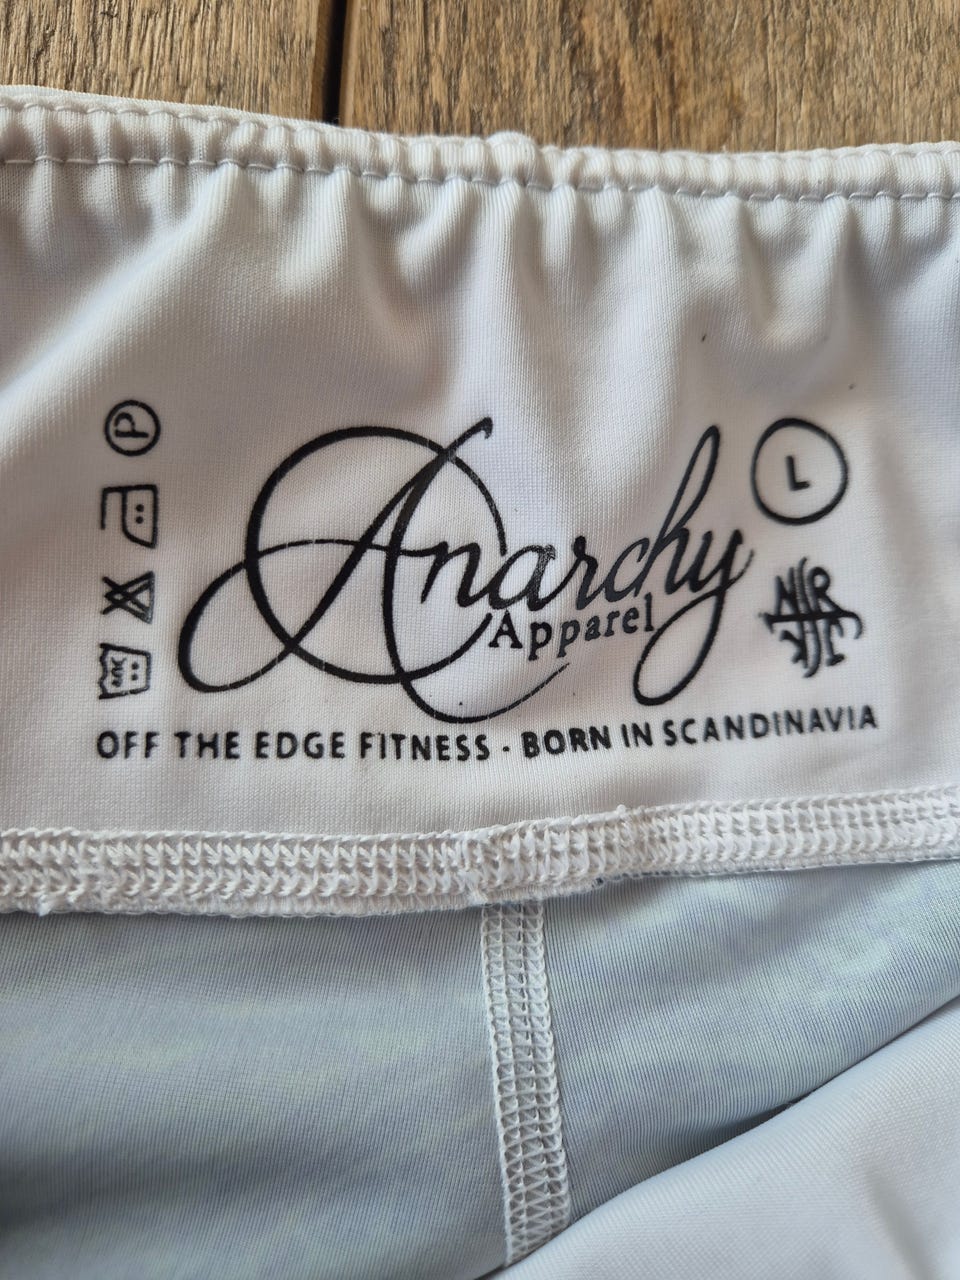 P
L
Anarchy
Apparel
OFF THE EDGE FITNESS - BORN IN SCANDINAVIA